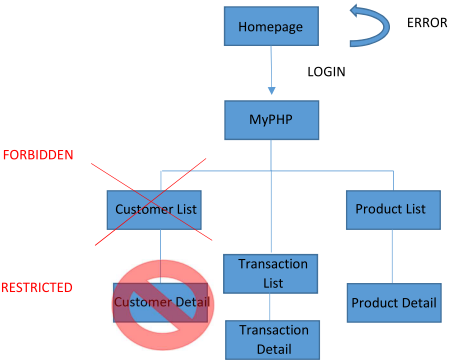 Homepage
ERROR
LOGIN
MyPHP
FORBIDDEN
Customer List
Product List
Transaction
List
RESTRICTED
Customer Detail
Product Detail
Transaction
Detail